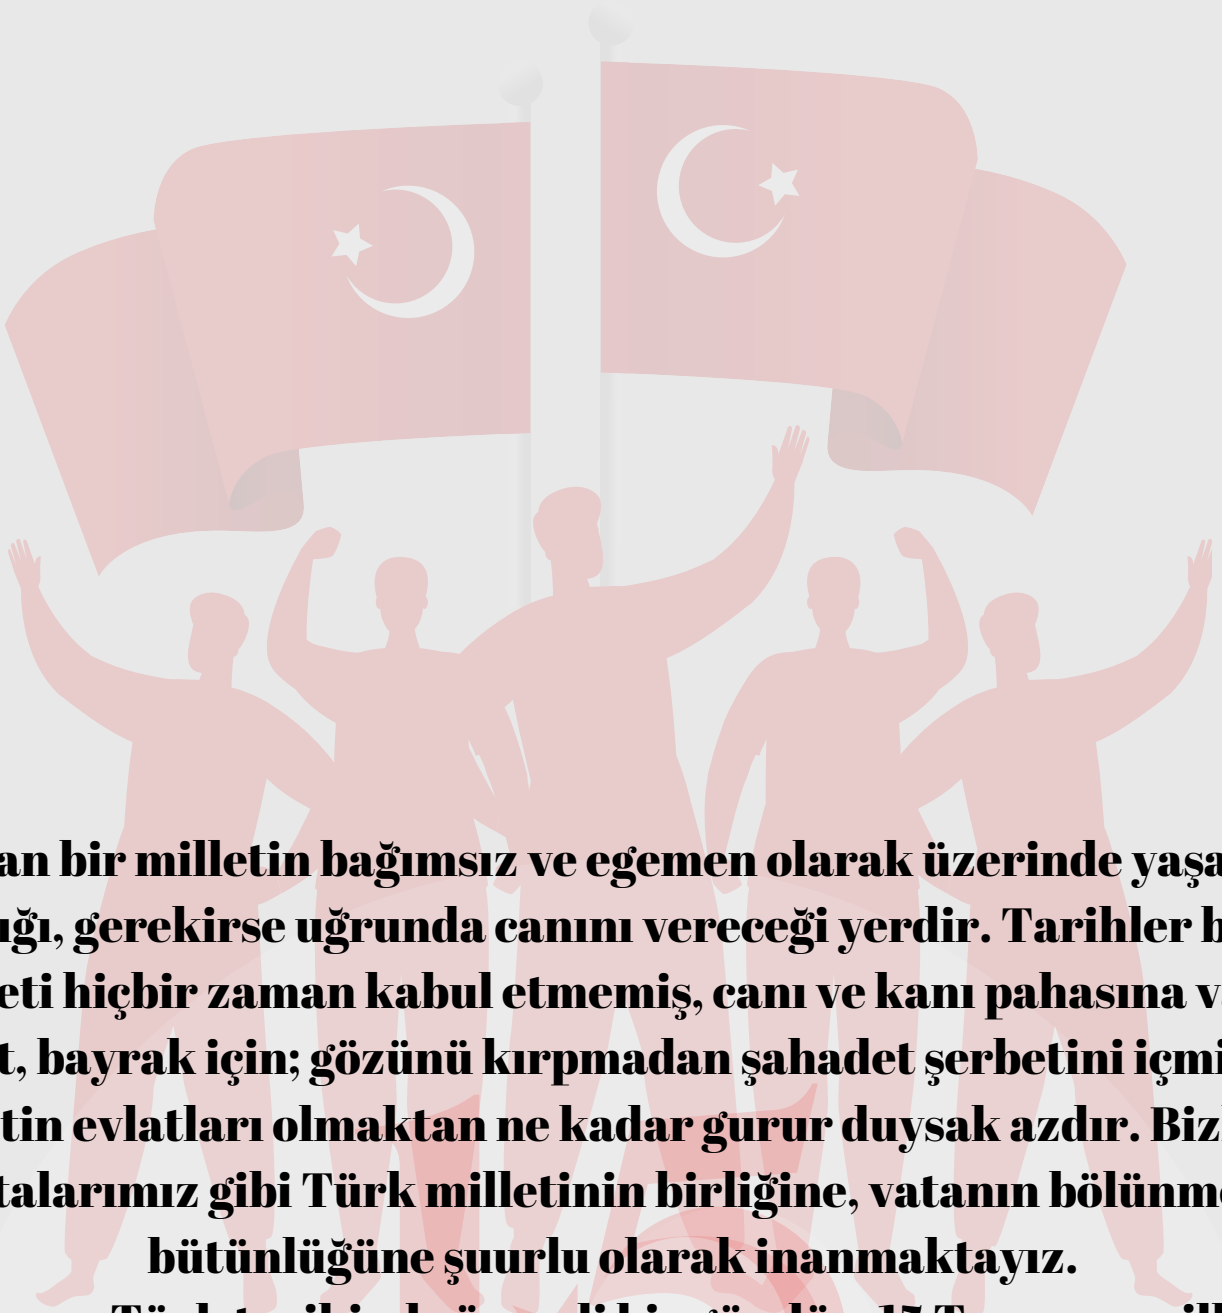 an bir milletin bağımsız ve egemen olarak üzerinde yaşa
ığı, gerekirse uğrunda canını vereceği yerdir. Tarihler b
eti hiçbir zaman kabul etmemiş, canı ve kanı pahasına v
t, bayrak için; gözünü kırpmadan şahadet şerbetini içmi
tin evlatları olmaktan ne kadar gurur duysak azdır. Biz
talarımız gibi Türk milletinin birliğine, vatanın bölünme
bütünlüğüne şuurlu olarak inanmaktayız.